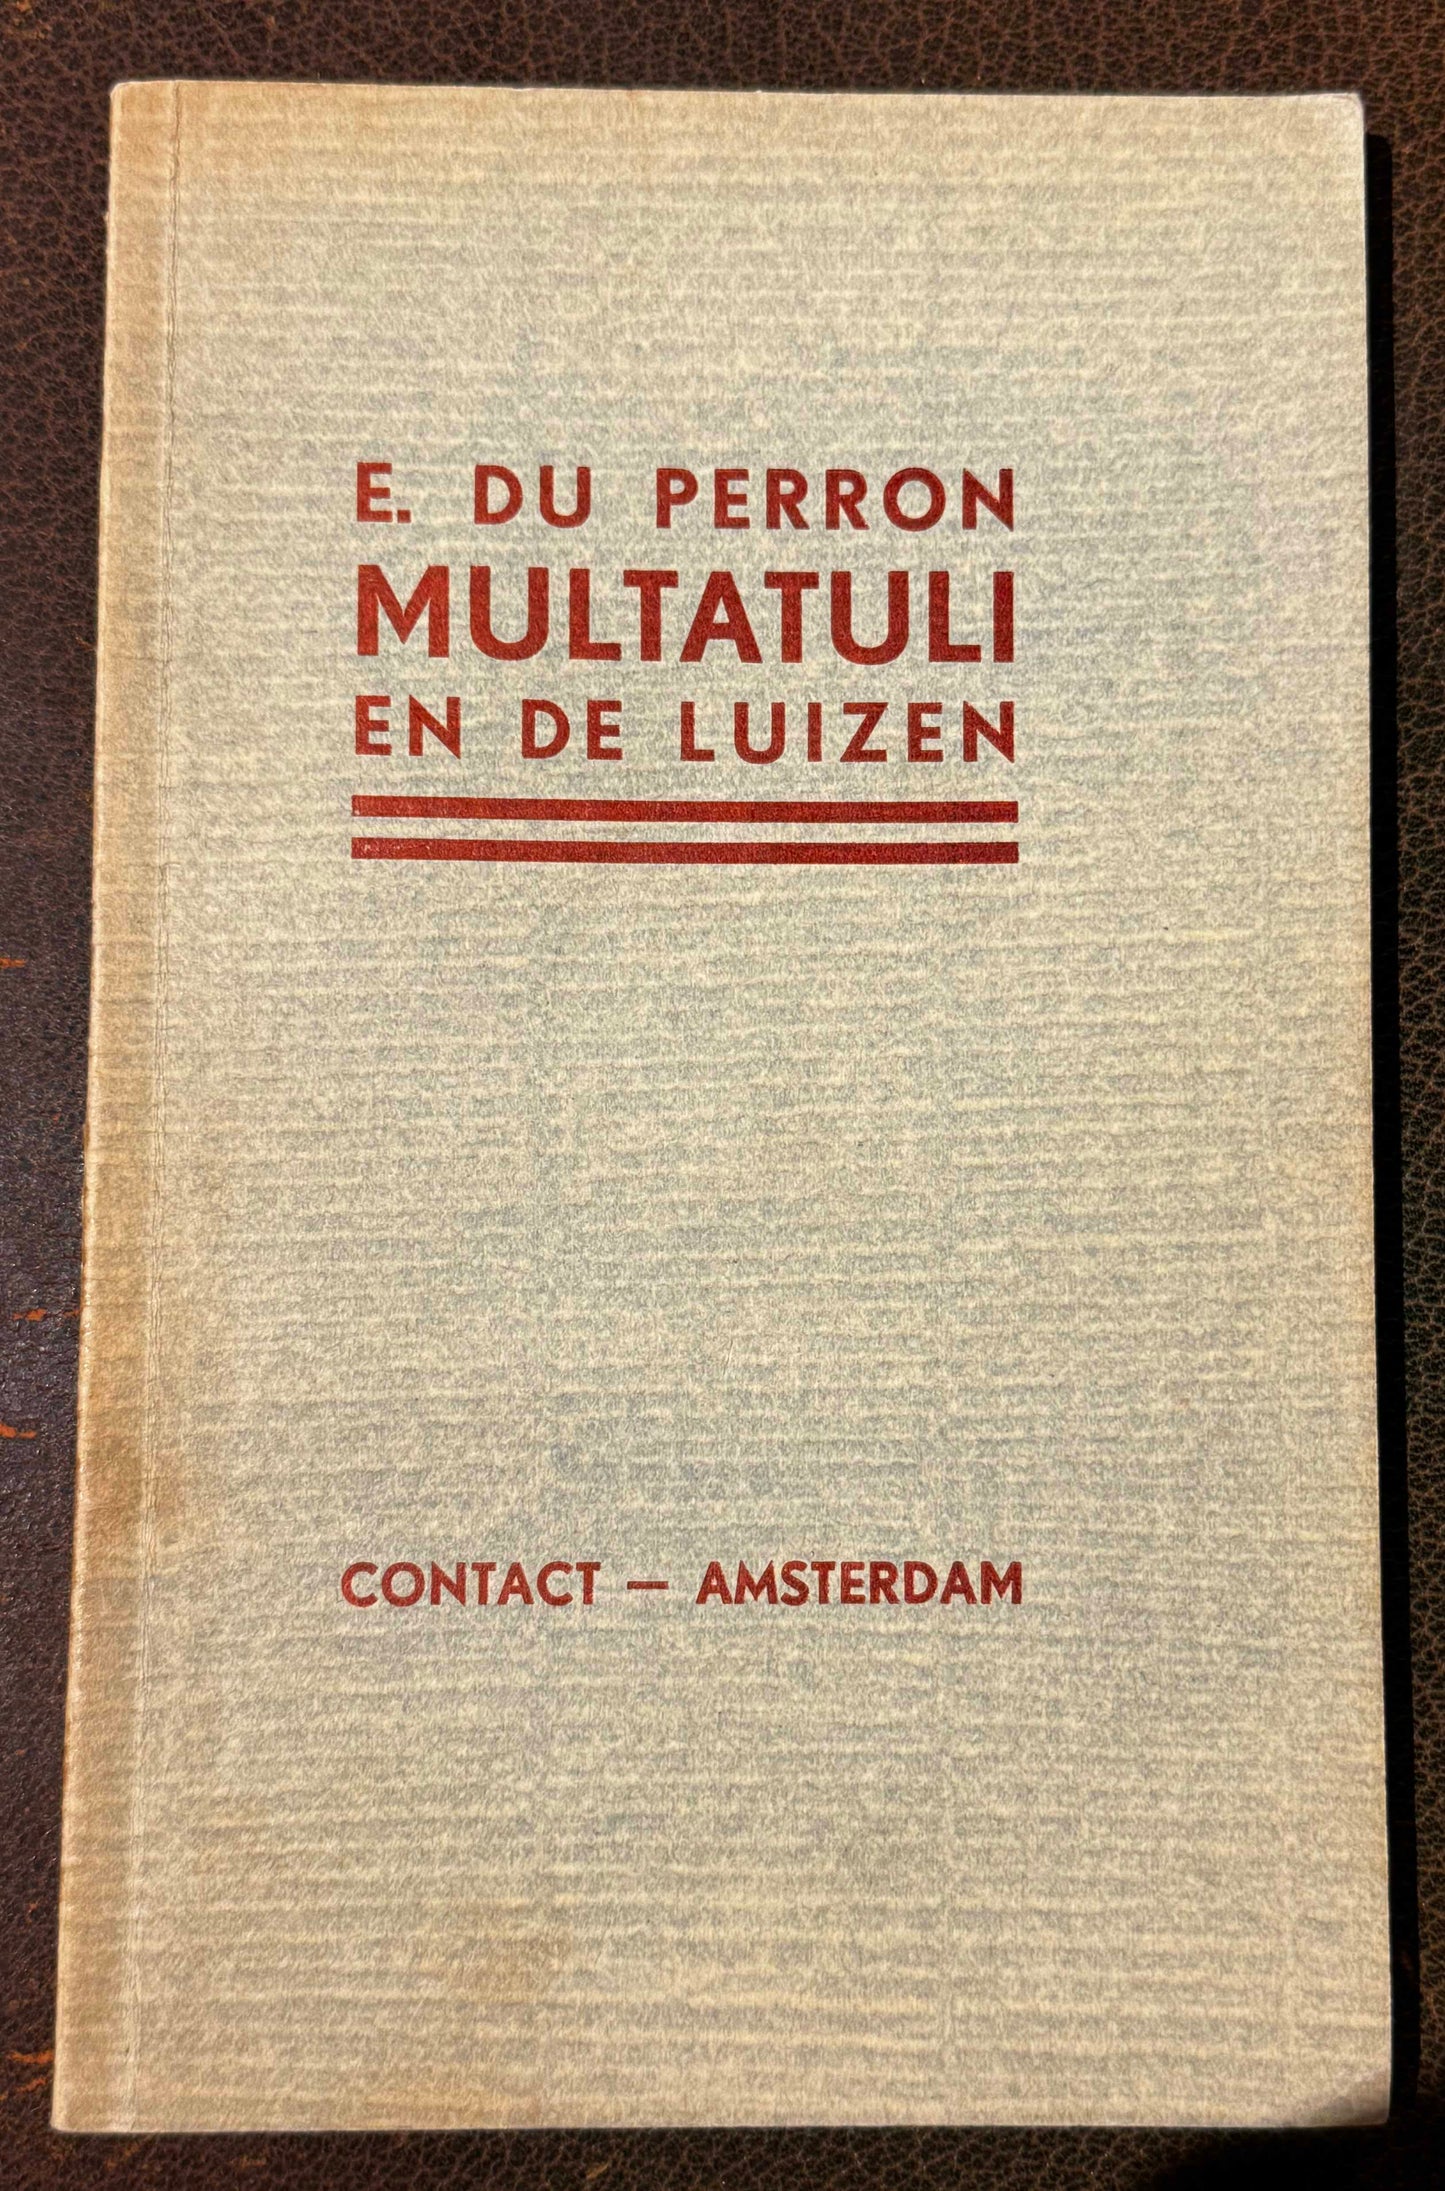 E. DU PERRON
MULTATULI
EN DE LUIZEN
CONTACT — AMSTERDAM